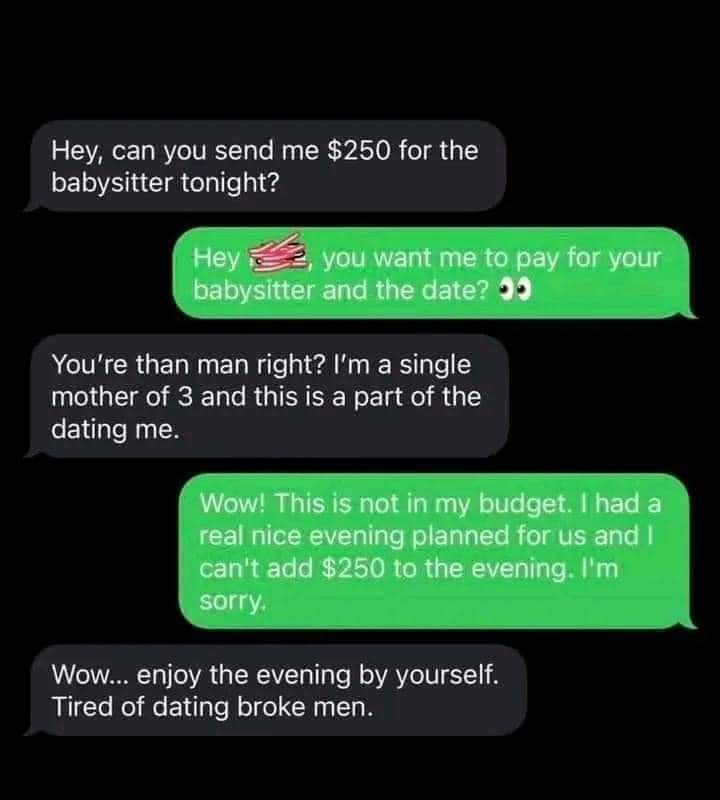 Hey, can you send me $250 for the
babysitter tonight?
Hey , you want me to pay for your
babysitter and the date? 👀
You're than man right? I'm a single
mother of 3 and this is a part of the
dating me.
Wow! This is not in my budget. I had a
real nice evening planned for us and I
can't add $250 to the evening. I'm
sorry.
Wow... enjoy the evening by yourself.
Tired of dating broke men.